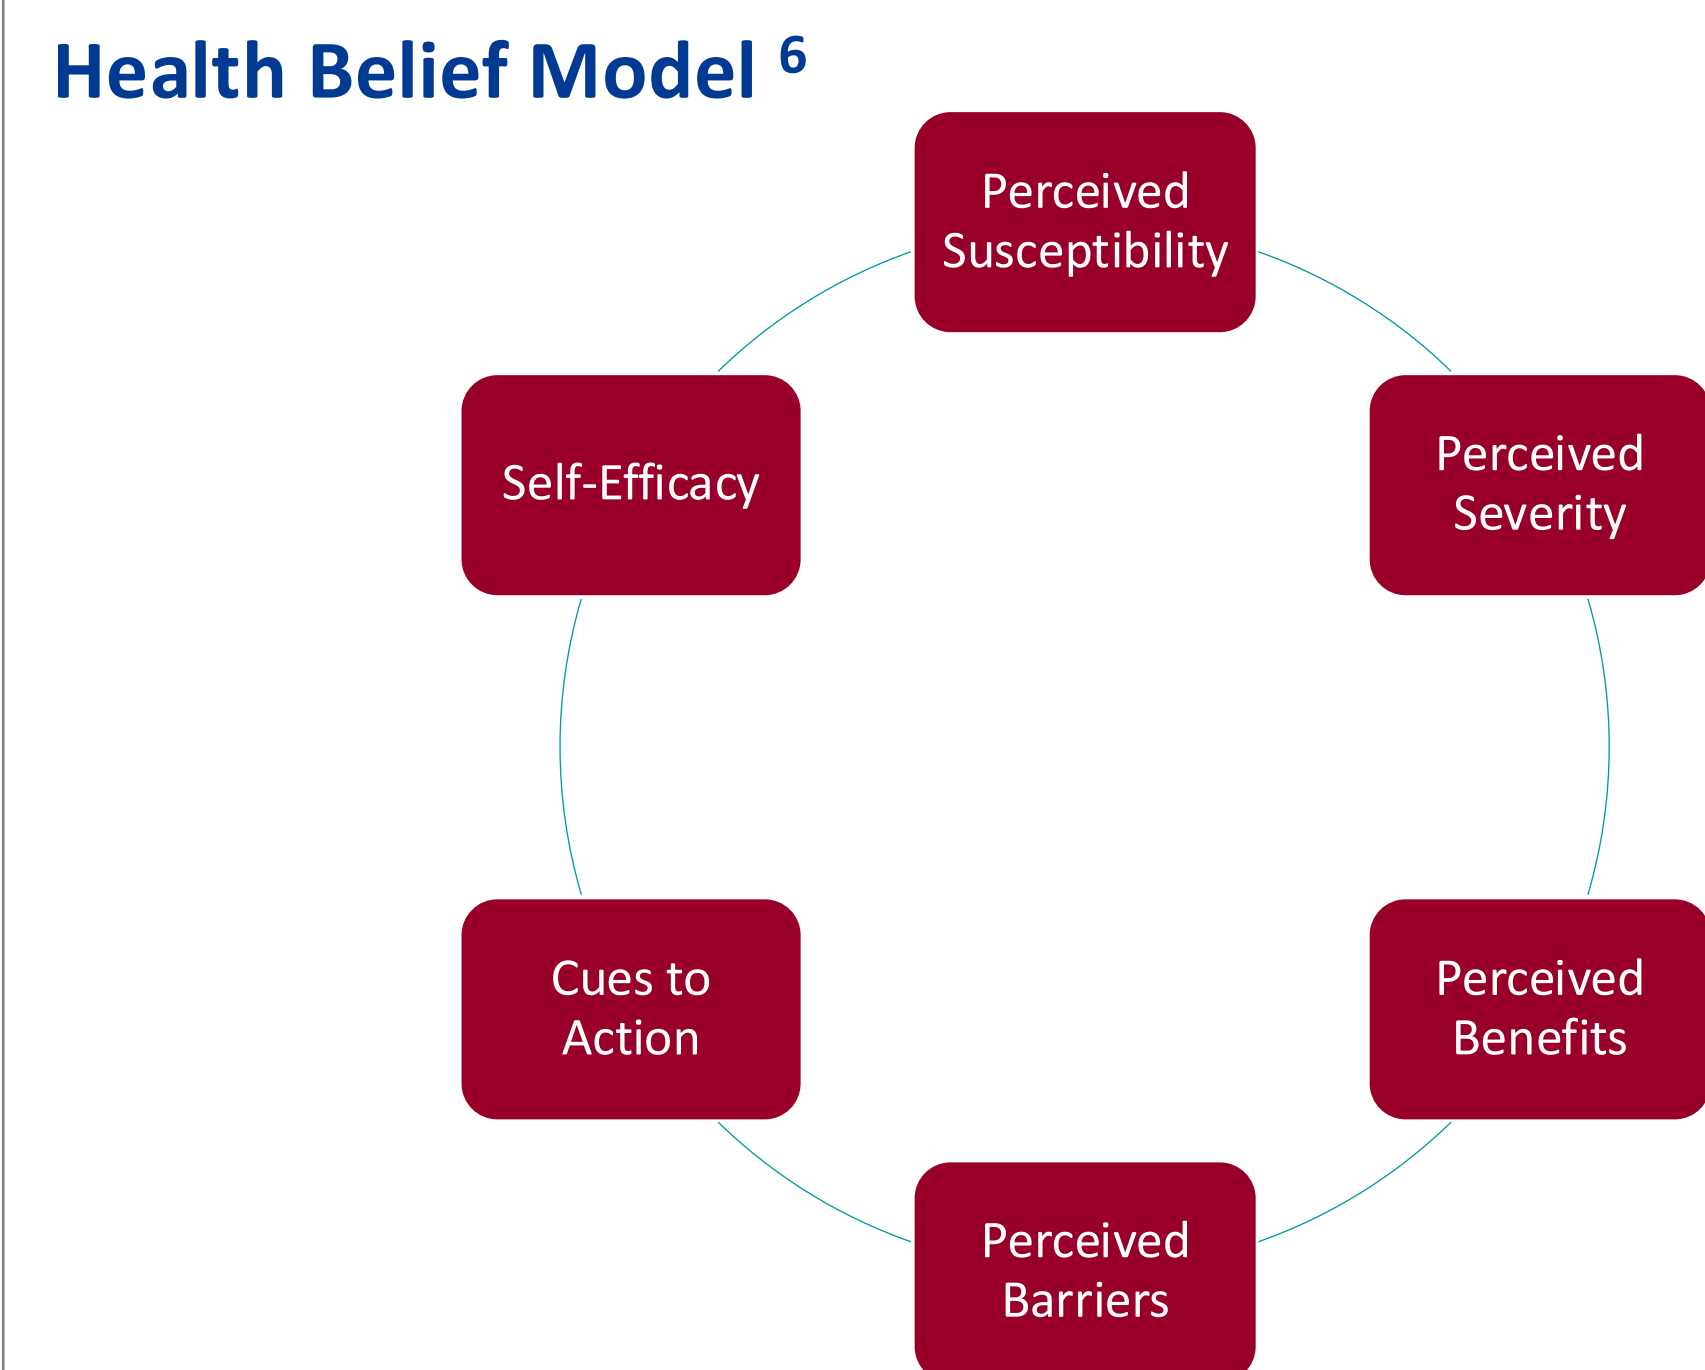 Health Belief Model 6
Perceived
Susceptibility
Perceived
Severity
Perceived
Benefits
Perceived
Barriers
Cues to
Action
Self-Efficacy